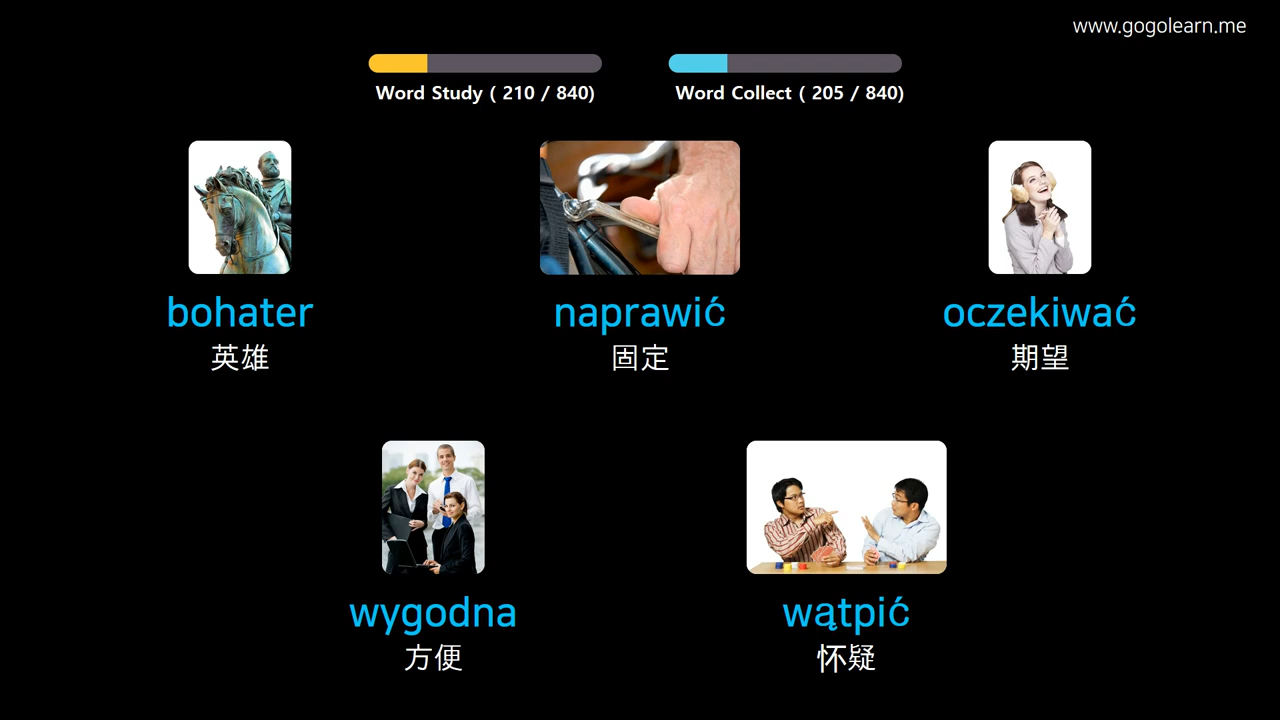 www.gogolearn.me
Word Study ( 210 / 840)
Word Collect ( 205 / 840)
bohater
英雄
naprawić
固定
oczekiwać
期望
wygodna
方便
wątpić
怀疑